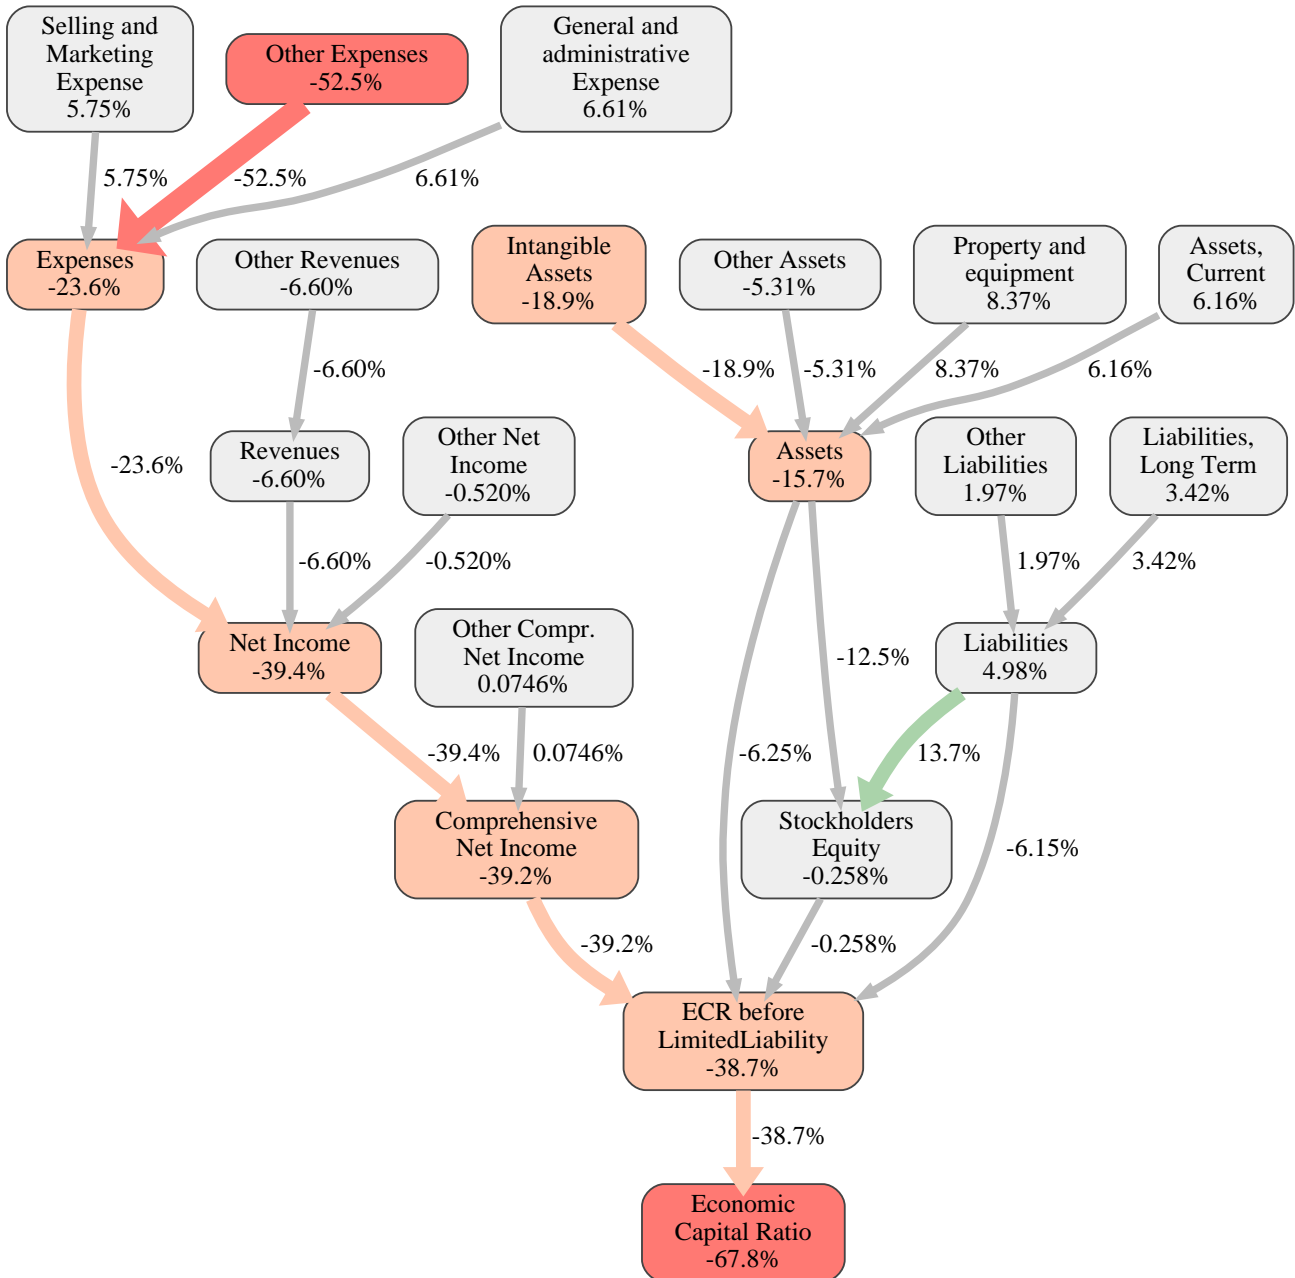 Selling and
Marketing
Expense
5.75%
Other Expenses
-52.5%
General and
administrative
Expense
6.61%
5.75%
-52.5%
6.61%
Expenses
-23.6%
Other Revenues
-6.60%
Intangible
Assets
-18.9%
Other Assets
-5.31%
Property and
equipment
8.37%
Assets,
Current
6.16%
-6.60%
-18.9%
-5.31%
8.37%
6.16%
-23.6%
Revenues
-6.60%
Other Net
Income
-0.520%
Assets
-15.7%
Other
Liabilities
1.97%
Liabilities,
Long Term
3.42%
-6.60%
-0.520%
1.97%
3.42%
Net Income
-39.4%
Other Compr.
Net Income
0.0746%
-12.5%
Liabilities
4.98%
-39.4%
0.0746%
-6.25%
13.7%
Comprehensive
Net Income
-39.2%
Stockholders
Equity
-0.258%
-6.15%
-39.2%
-0.258%
ECR before
LimitedLiability
-38.7%
-38.7%
Economic
Capital Ratio
-67.8%